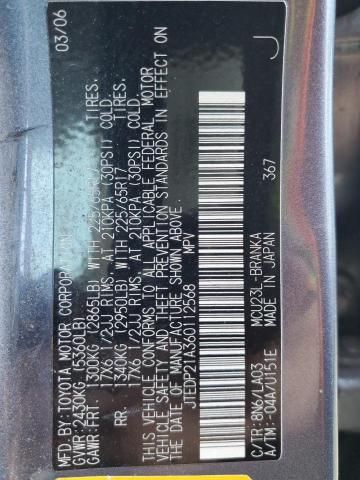 MFD. BY: TOYOTA MOTOR CORPORATION 03/06
GVWR: 2430KG (5360LB)
GAWR: FRT. 1300KG (2865LB) WITH 225/65R17 TIRES,
17X6 1/2JJ RIMS, AT 210KPA (30PSI) COLD.
RR. 1340KG (2950LB) WITH 225/65R17 TIRES,
17X6 1/2JJ RIMS, AT 210KPA (30PSI) COLD.
THIS VEHICLE CONFORMS TO ALL APPLICABLE FEDERAL MOTOR
VEHICLE SAFETY AND THEFT PREVENTION STANDARDS IN EFFECT ON
THE DATE OF MANUFACTURE SHOWN ABOVE.
JTEDP21A360112568 MPV
C/TR: 8N6/LA03 MCU23L-BRANKA
A/TM: -04A/U151E MADE IN JAPAN 367
J